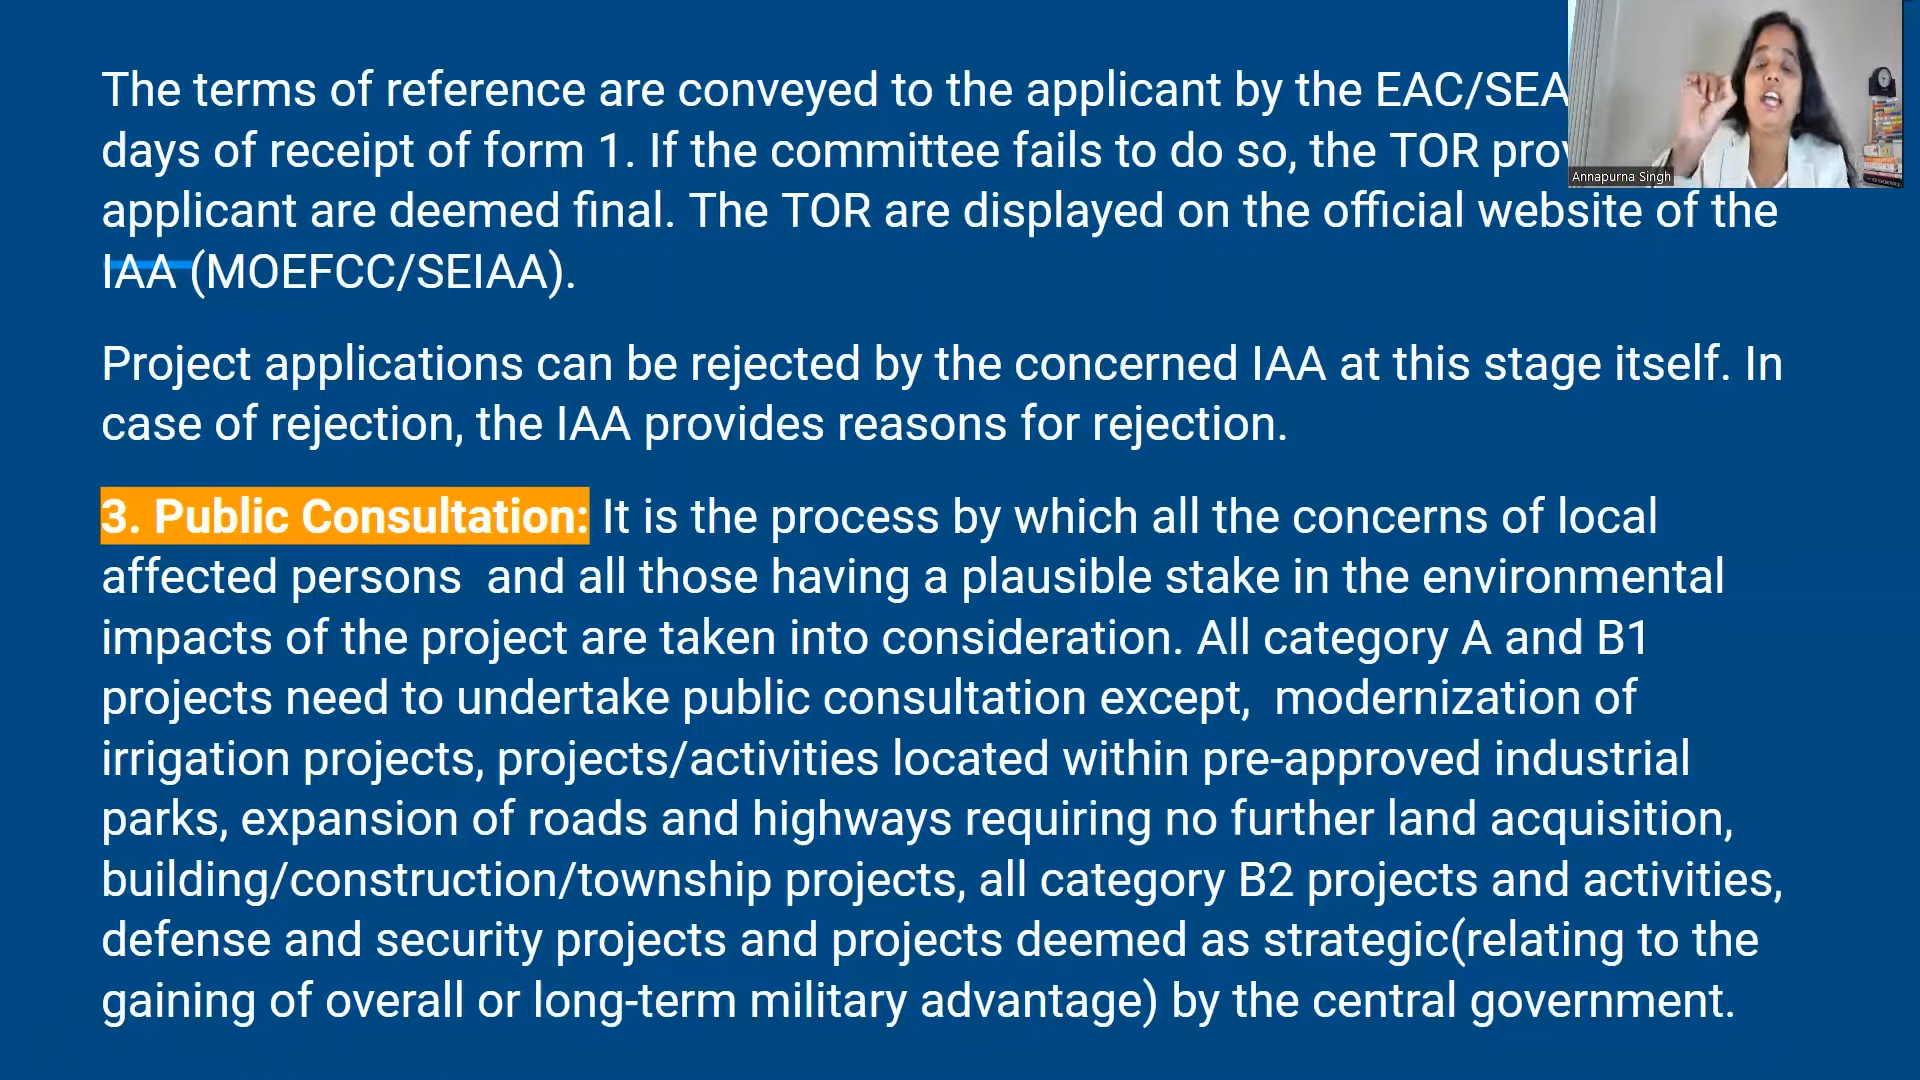 The terms of reference are conveyed to the applicant by the EAC/SEA
days of receipt of form 1. If the committee fails to do so, the TOR
applicant are deemed final. The TOR are displayed on the official website of the
IAA (MOEFCC/SEIAA).
Project applications can be rejected by the concerned IAA at this stage itself. In
case of rejection, the IAA provides reasons for rejection.
3. Public Consultation: It is the process by which all the concerns of local
affected persons  and all those having a plausible stake in the environmental
impacts of the project are taken into consideration. All category A and B1
projects need to undertake public consultation except,  modernization of
irrigation projects, projects/activities located within pre-approved industrial
parks, expansion of roads and highways requiring no further land acquisition,
building/construction/township projects, all category B2 projects and activities,
defense and security projects and projects deemed as strategic(relating to the
gaining of overall or long-term military advantage) by the central government.
Annapurna Singh